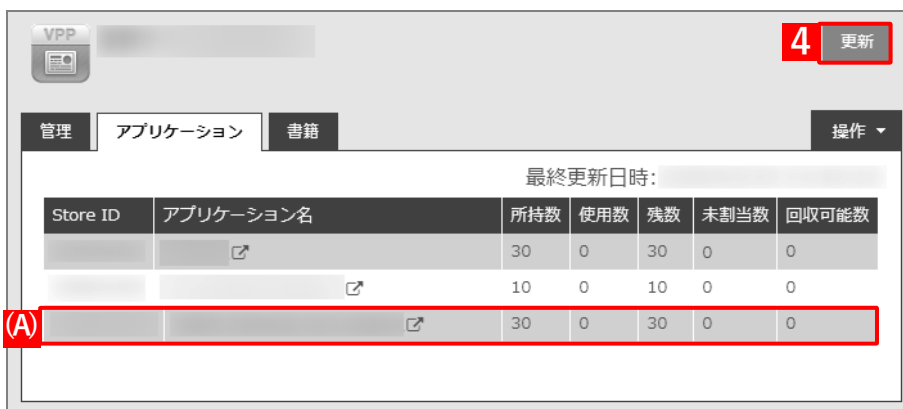 VPP
4 更新
管理 アプリケーション 書籍 操作
最終更新日時:
Store ID アプリケーション名 所持数 使用数 残数 未割当数 回収可能数
30 0 30 0 0
10 0 10 0 0
(A) 30 0 30 0 0